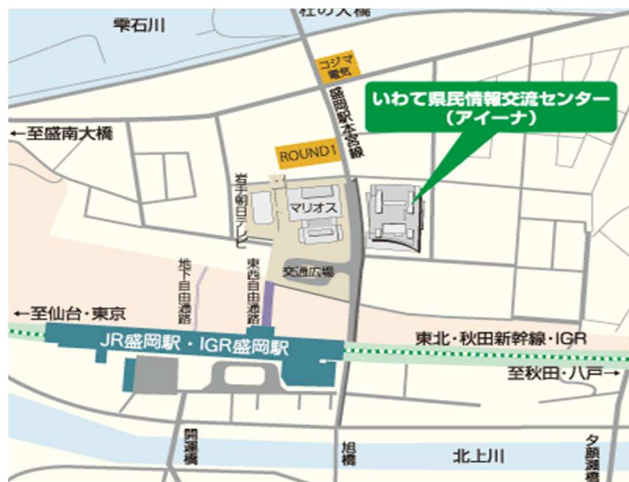 雫石川
杜の大橋
コジマ
電気
盛岡駅本宮線
いわて県民情報交流センター
(アイーナ)
←至盛南大橋
ROUND1
岩手朝日テレビ
マリオス
交通広場
地下自由通路
東西自由通路
←至仙台・東京
JR盛岡駅・IGR盛岡駅
東北・秋田新幹線・IGR
至秋田・八戸→
開運橋
旭橋
北上川
夕顔瀬橋